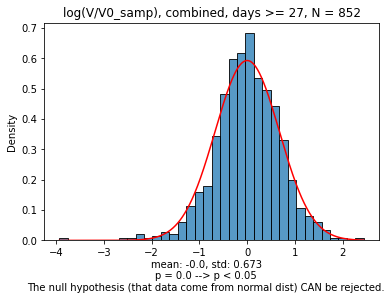 log(V/V0_samp), combined, days >= 27, N = 852
0.7
0.6
0.5
0.4
0.3
0.2
0.1
0.0
Density
−4 −3 −2 −1 0 1 2
mean: -0.0, std: 0.673
p = 0.0 --> p < 0.05
The null hypothesis (that data come from normal dist) CAN be rejected.